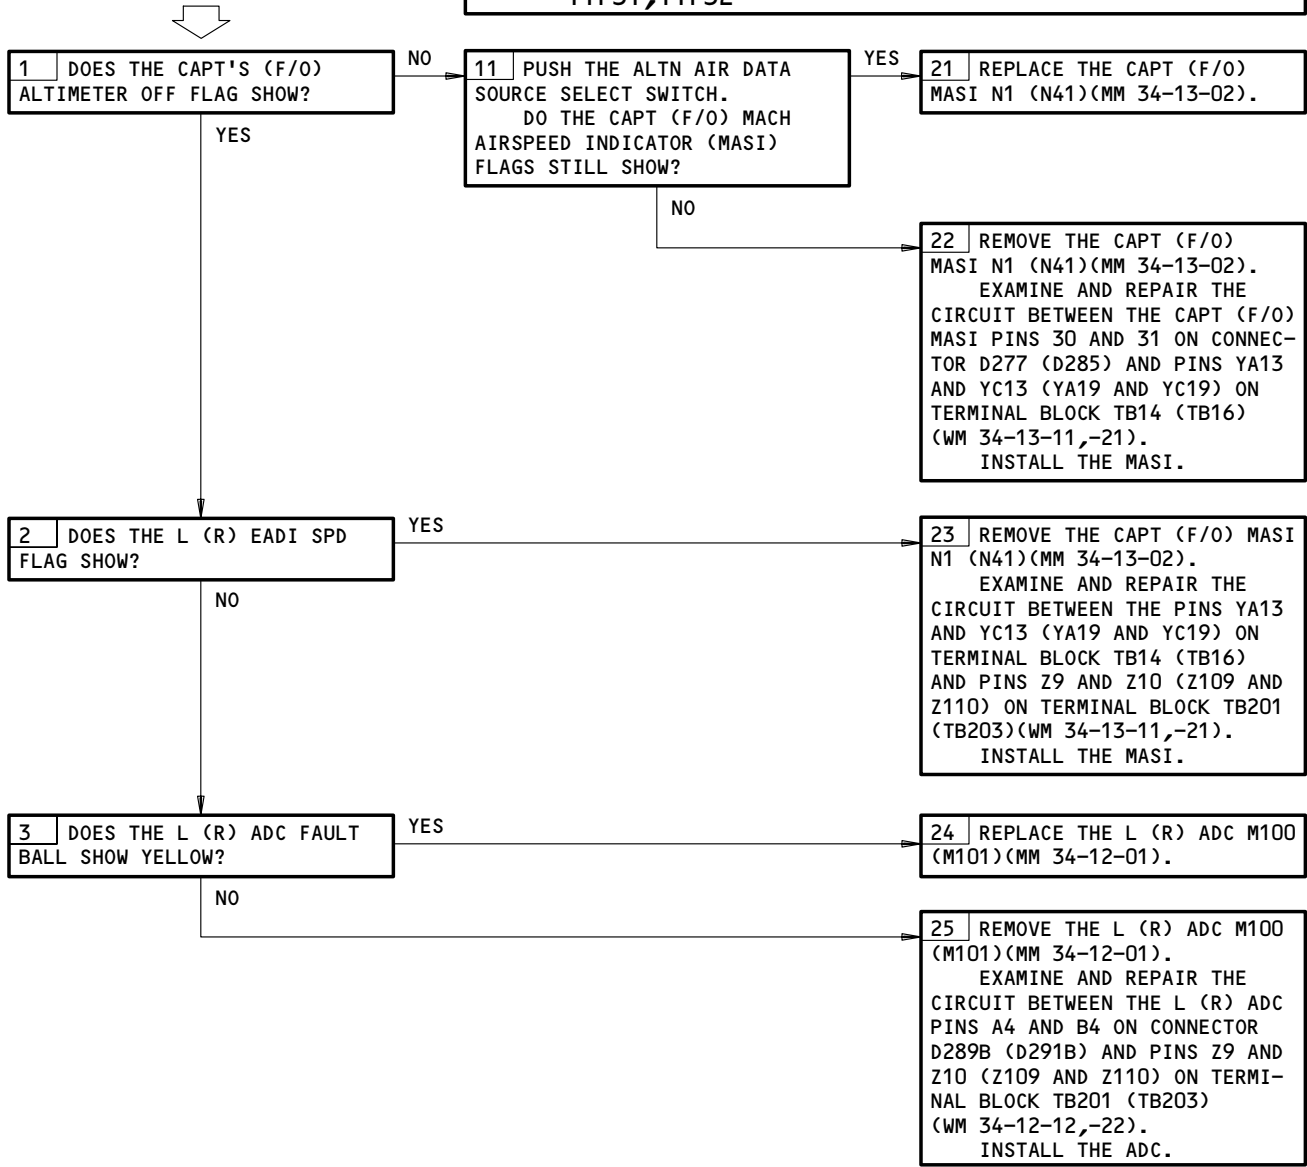 1 DOES THE CAPT'S (F/O)
ALTIMETER OFF FLAG SHOW?
NO
YES
11 PUSH THE ALTN AIR DATA
SOURCE SELECT SWITCH.
DO THE CAPT (F/O) MACH
AIRSPEED INDICATOR (MASI)
FLAGS STILL SHOW?
YES
NO
21 REPLACE THE CAPT (F/O)
MASI N1 (N41)(MM 34-13-02).
22 REMOVE THE CAPT (F/O)
MASI N1 (N41)(MM 34-13-02).
EXAMINE AND REPAIR THE
CIRCUIT BETWEEN THE CAPT (F/O)
MASI PINS 30 AND 31 ON CONNEC-
TOR D277 (D285) AND PINS YA13
AND YC13 (YA19 AND YC19) ON
TERMINAL BLOCK TB14 (TB16)
(WM 34-13-11,-21).
INSTALL THE MASI.
2 DOES THE L (R) EADI SPD
FLAG SHOW?
YES
NO
23 REMOVE THE CAPT (F/O) MASI
N1 (N41)(MM 34-13-02).
EXAMINE AND REPAIR THE
CIRCUIT BETWEEN THE PINS YA13
AND YC13 (YA19 AND YC19) ON
TERMINAL BLOCK TB14 (TB16)
AND PINS Z9 AND Z10 (Z109 AND
Z110) ON TERMINAL BLOCK TB201
(TB203)(WM 34-13-11,-21).
INSTALL THE MASI.
3 DOES THE L (R) ADC FAULT
BALL SHOW YELLOW?
YES
NO
24 REPLACE THE L (R) ADC M100
(M101)(MM 34-12-01).
25 REMOVE THE L (R) ADC M100
(M101)(MM 34-12-01).
EXAMINE AND REPAIR THE
CIRCUIT BETWEEN THE L (R) ADC
PINS A4 AND B4 ON CONNECTOR
D289B (D291B) AND PINS Z9 AND
Z10 (Z109 AND Z110) ON TERMI-
NAL BLOCK TB201 (TB203)
(WM 34-12-12,-22).
INSTALL THE ADC.